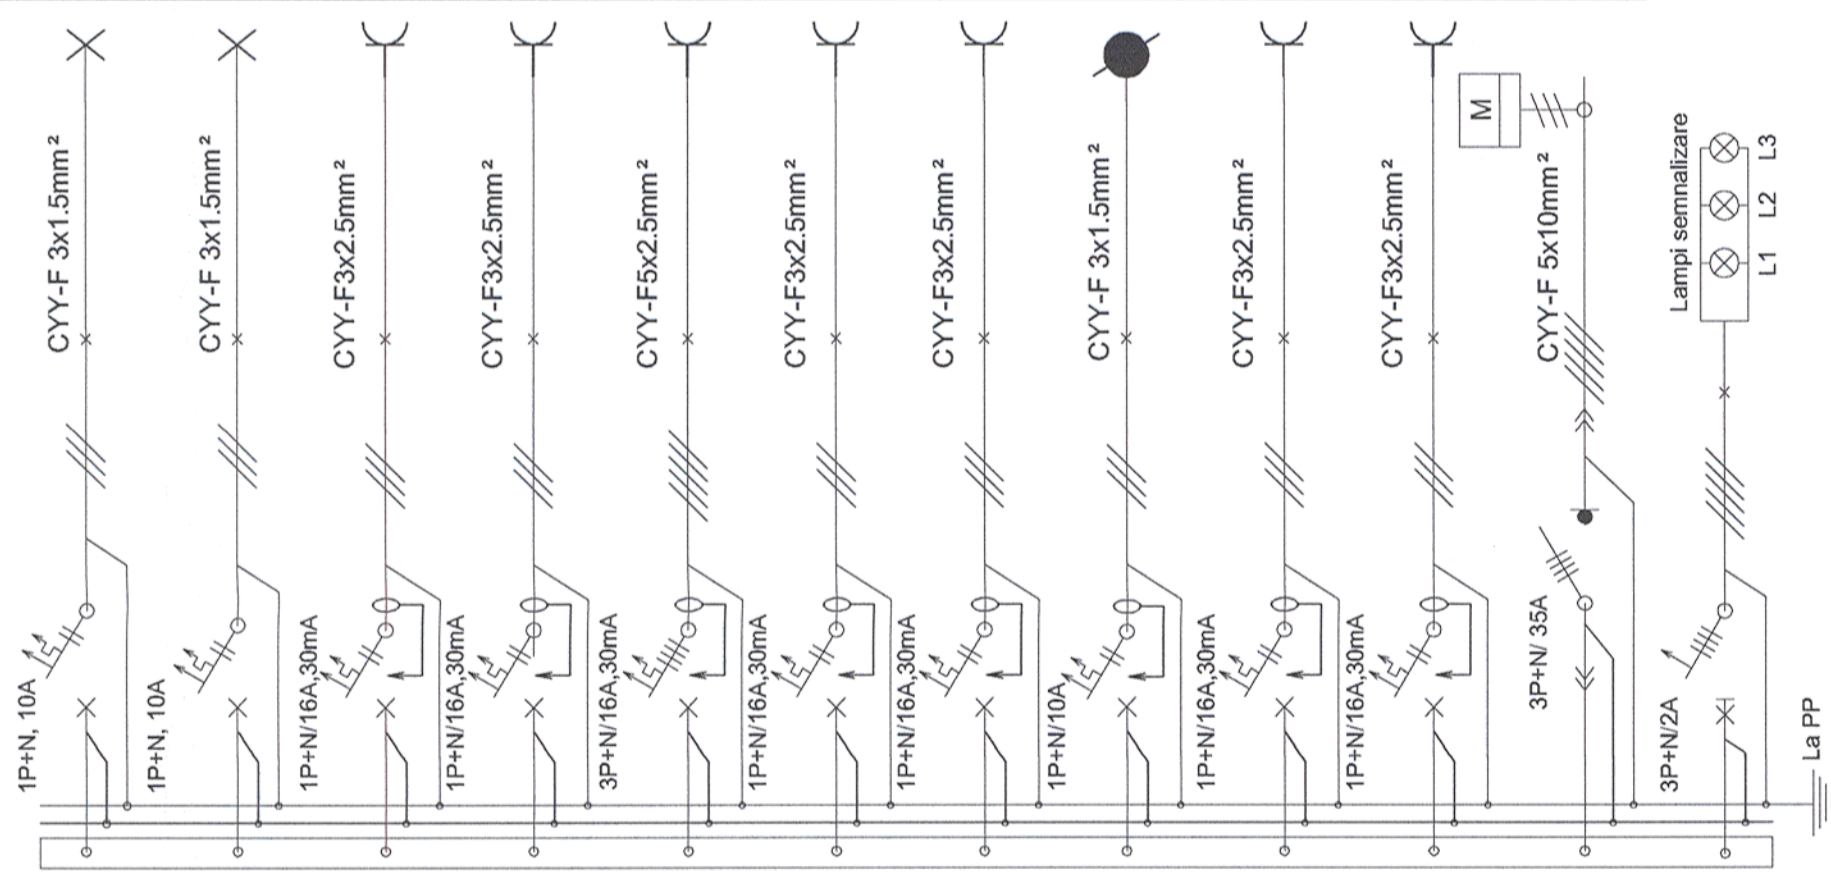 CYY-F 3x1.5mm²
CYY-F 3x1.5mm²
CYY-F3x2.5mm²
CYY-F3x2.5mm²
CYY-F5x2.5mm²
CYY-F3x2.5mm²
CYY-F3x2.5mm²
CYY-F 3x1.5mm²
CYY-F3x2.5mm²
CYY-F3x2.5mm²
CYY-F 5x10mm²
M
Lampi semnalizare
L1
L2
L3
1P+N, 10A
1P+N, 10A
1P+N/16A,30mA
1P+N/16A,30mA
3P+N/16A,30mA
1P+N/16A,30mA
1P+N/16A,30mA
1P+N/10A
1P+N/16A,30mA
1P+N/16A,30mA
3P+N/ 35A
3P+N/2A
La PP